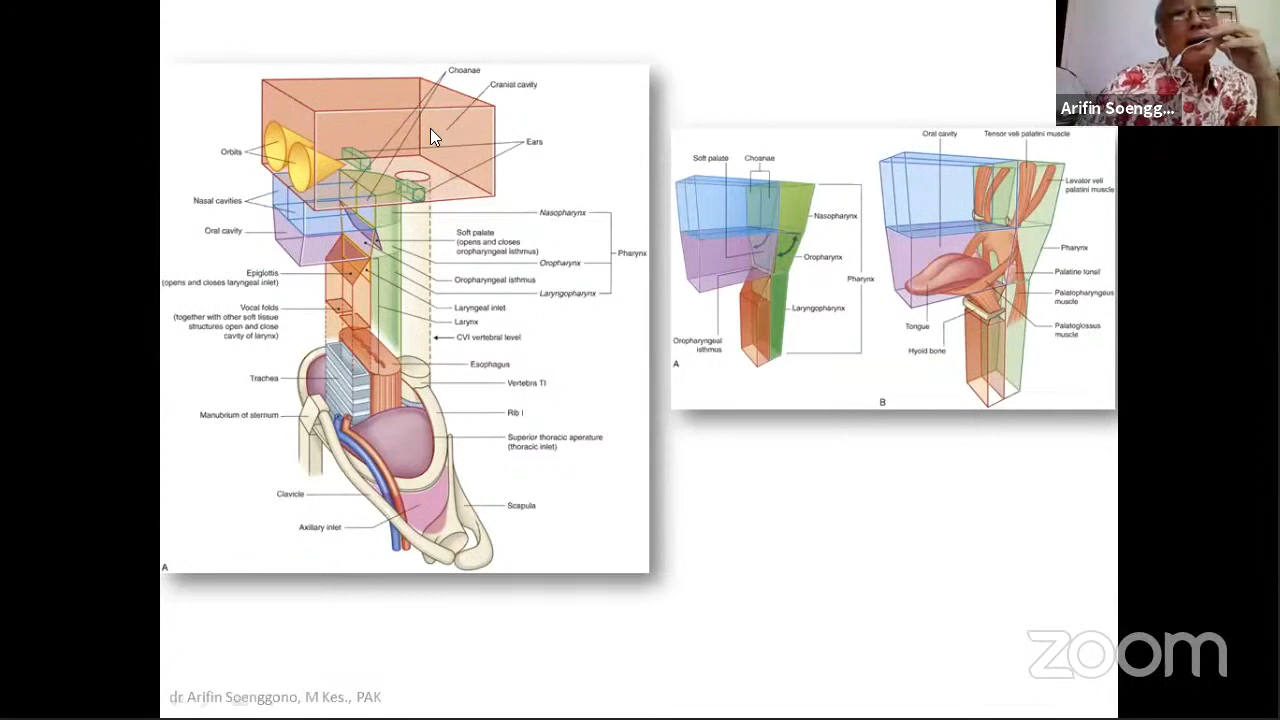 Choanae
Cranial cavity
Ears
Orbits
Nasal cavities
Oral cavity
Nasopharynx
Soft palate
(opens and closes
oropharyngeal isthmus)
Pharynx
Oropharynx
Epiglottis
(opens and closes laryngeal inlet)
Oropharyngeal isthmus
Laryngopharynx
Vocal folds
(together with other soft tissue
structures open and close
cavity of larynx)
Laryngeal inlet
Larynx
CVI vertebral level
Esophagus
Trachea
Vertebra TI
Manubrium of sternum
Rib I
Superior thoracic aperature
(thoracic inlet)
Clavicle
Scapula
Axillary inlet
A
Soft palate
Choanae
Nasopharynx
Oropharynx
Pharynx
Laryngopharynx
Oropharyngeal
isthmus
A
Oral cavity
Tensor veli palatini muscle
Levator veli
palatini muscle
Pharynx
Palatine tonsil
Palatopharyngeus
muscle
Palatoglossus
muscle
Tongue
Hyoid bone
B
Arifin Soengg...
zoom
dr Arifin Soenggono, M Kes., PAK